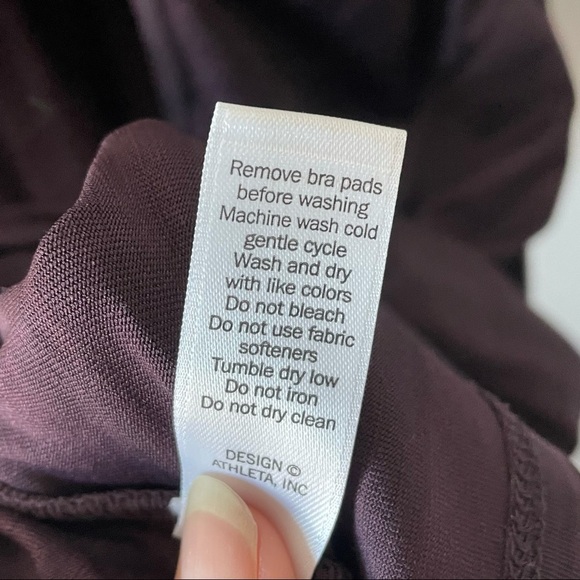 Remove bra pads
before washing
Machine wash cold
gentle cycle
Wash and dry
with like colors
Do not bleach
Do not use fabric
softeners
Tumble dry low
Do not iron
Do not dry clean
DESIGN ©
ATHLETA, INC